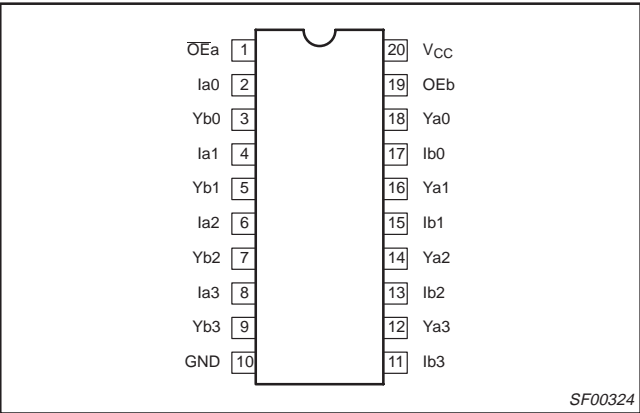 O̅E̅a 1 20 VCC
Ia0 2 19 OEb
Yb0 3 18 Ya0
Ia1 4 17 Ib0
Yb1 5 16 Ya1
Ia2 6 15 Ib1
Yb2 7 14 Ya2
Ia3 8 13 Ib2
Yb3 9 12 Ya3
GND 10 11 Ib3
SF00324